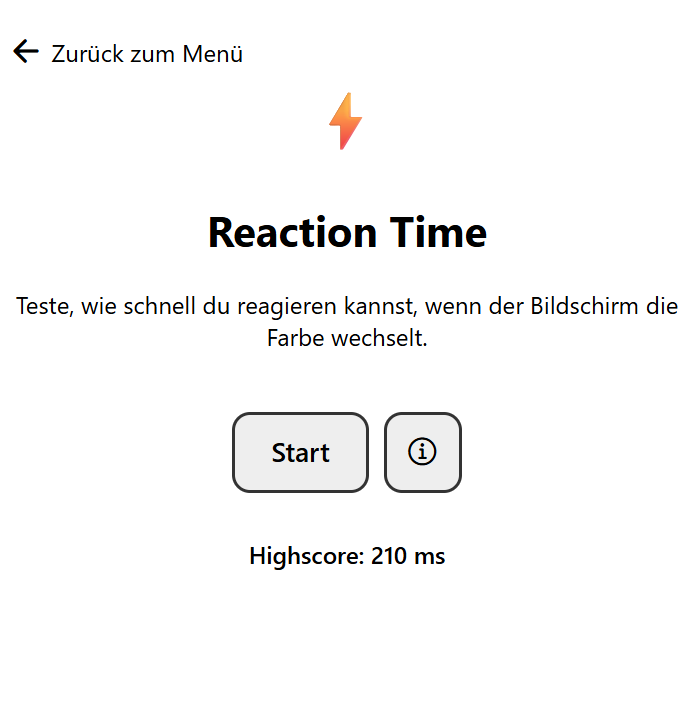 Zurück zum Menü
Reaction Time
Teste, wie schnell du reagieren kannst, wenn der Bildschirm die
Farbe wechselt.
Start
Highscore: 210 ms